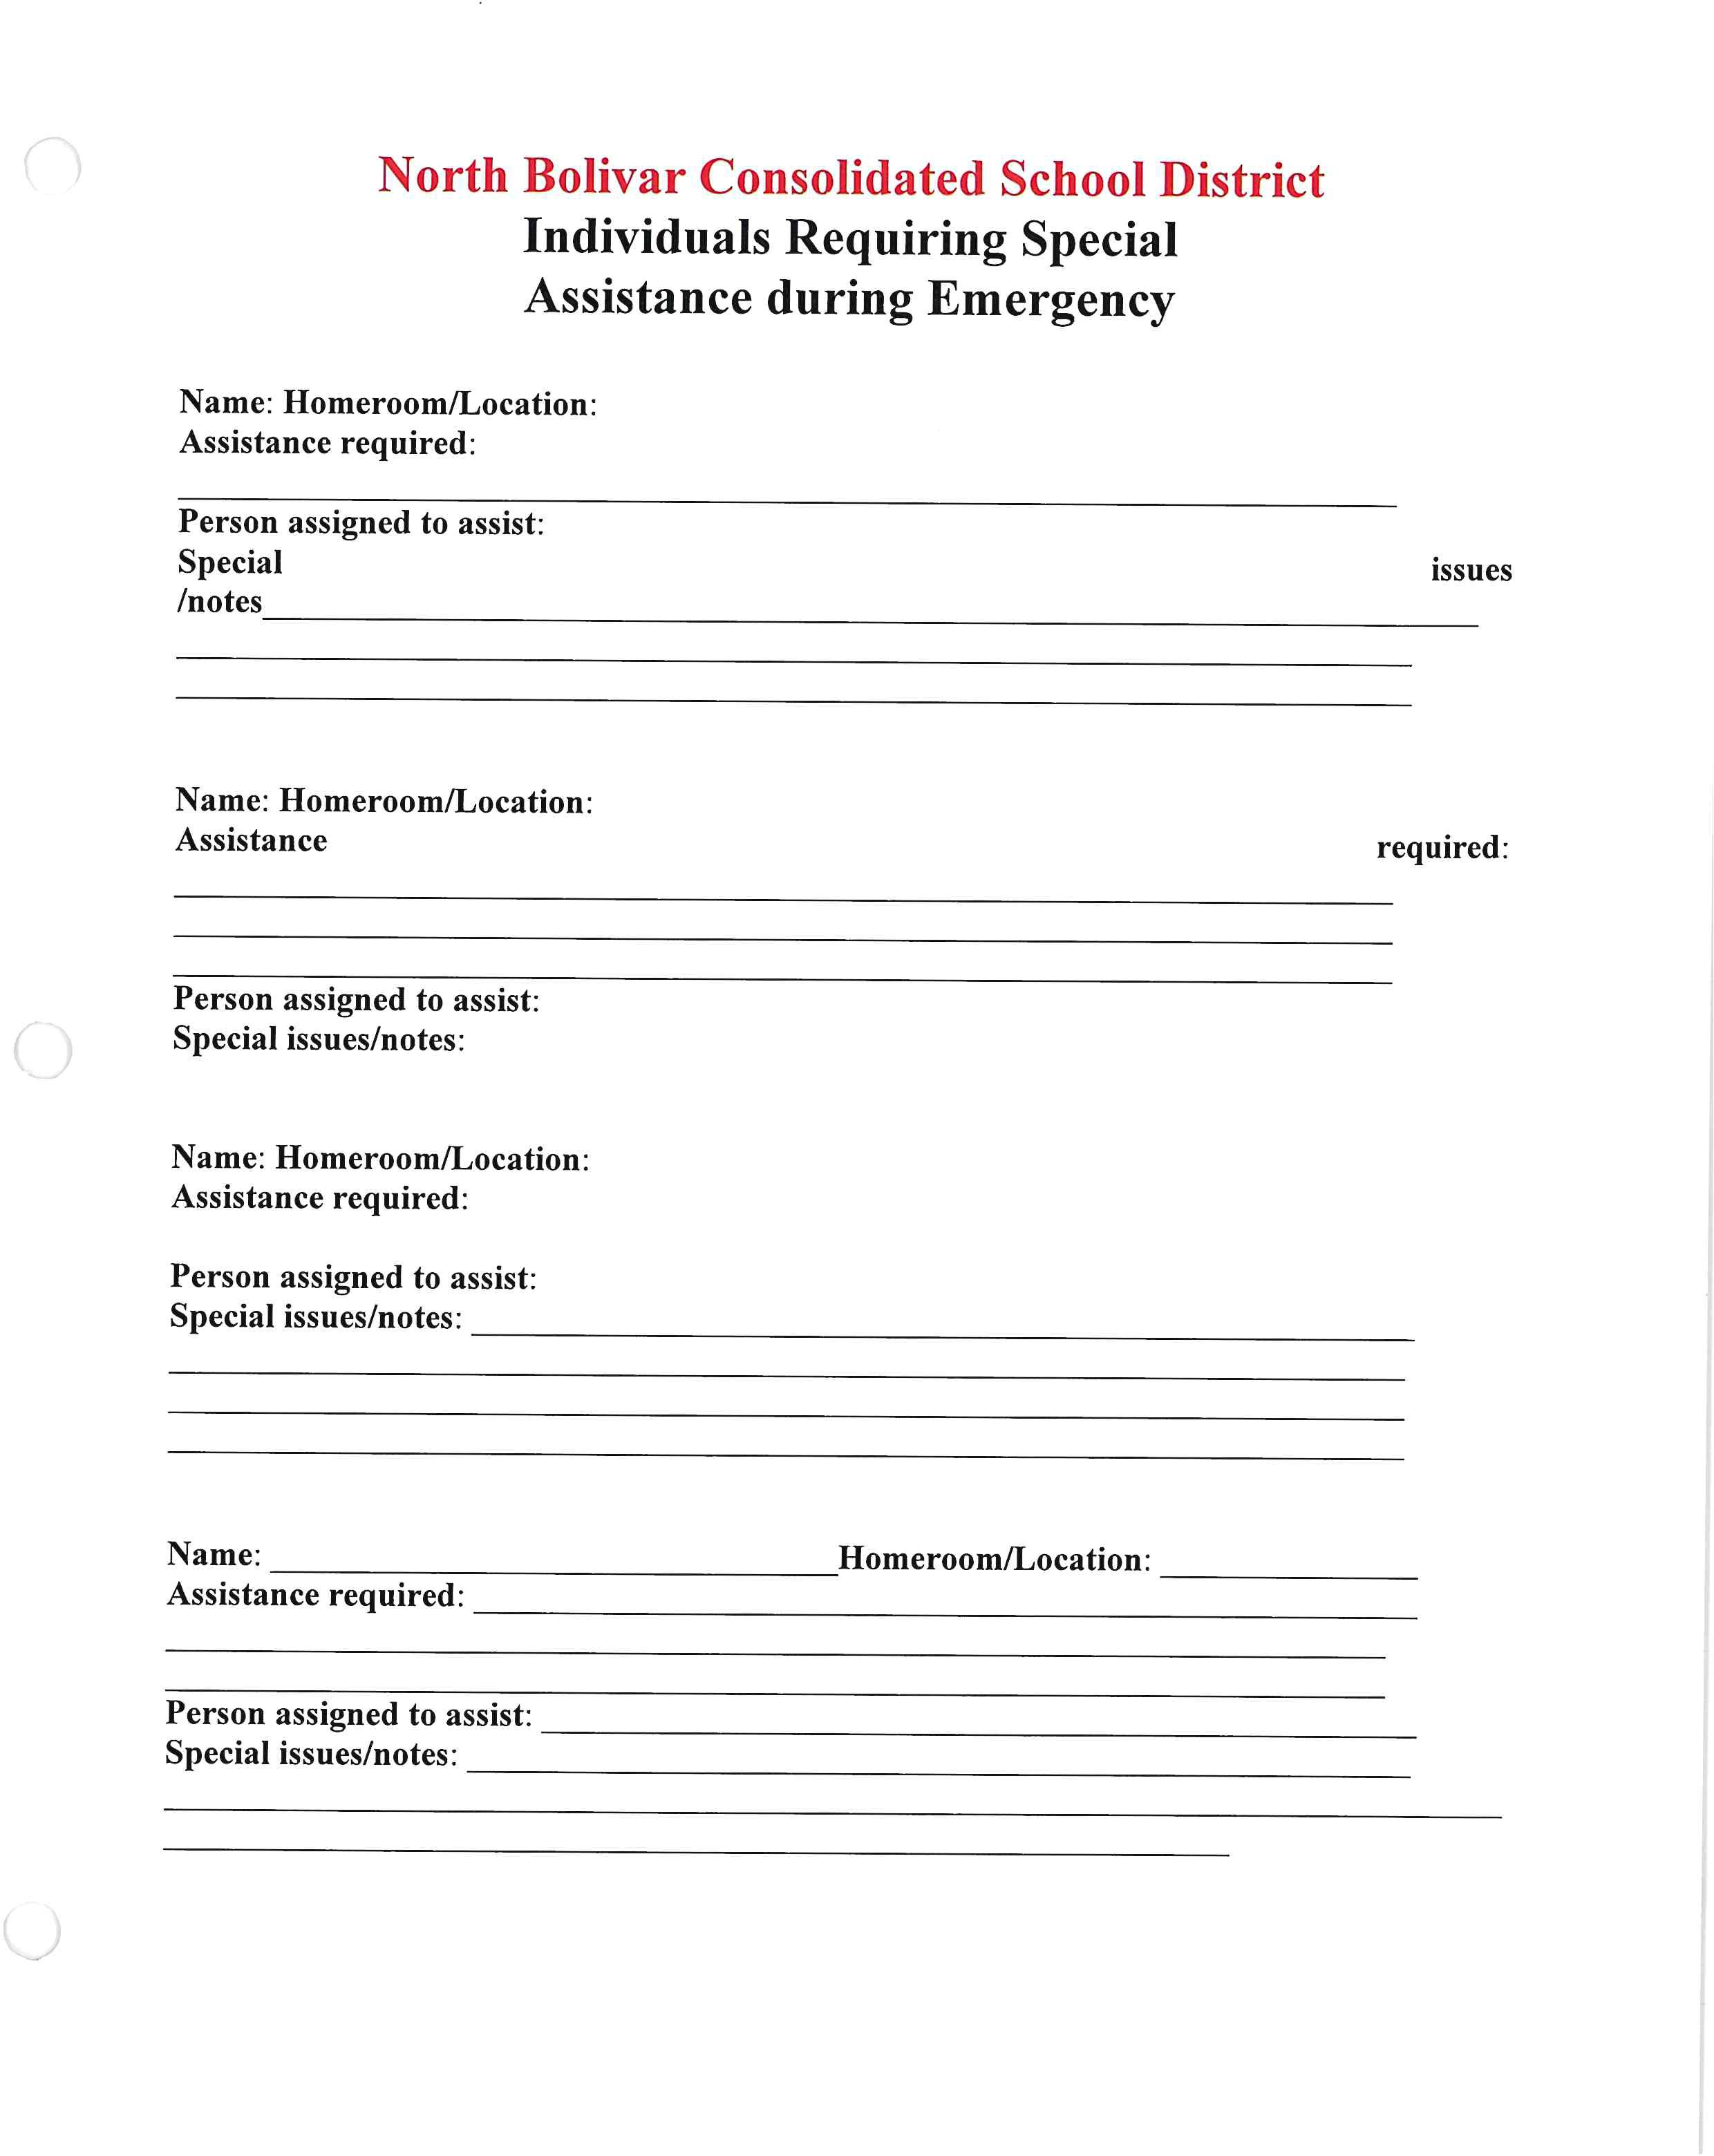 North Bolivar Consolidated School District
Individuals Requiring Special
Assistance during Emergency
Name: Homeroom/Location:
Assistance required:
Person assigned to assist:
Special issues
/notes
Name: Homeroom/Location:
Assistance required:
Person assigned to assist:
Special issues/notes:
Name: Homeroom/Location:
Assistance required:
Person assigned to assist:
Special issues/notes:
Name: Homeroom/Location:
Assistance required:
Person assigned to assist:
Special issues/notes: